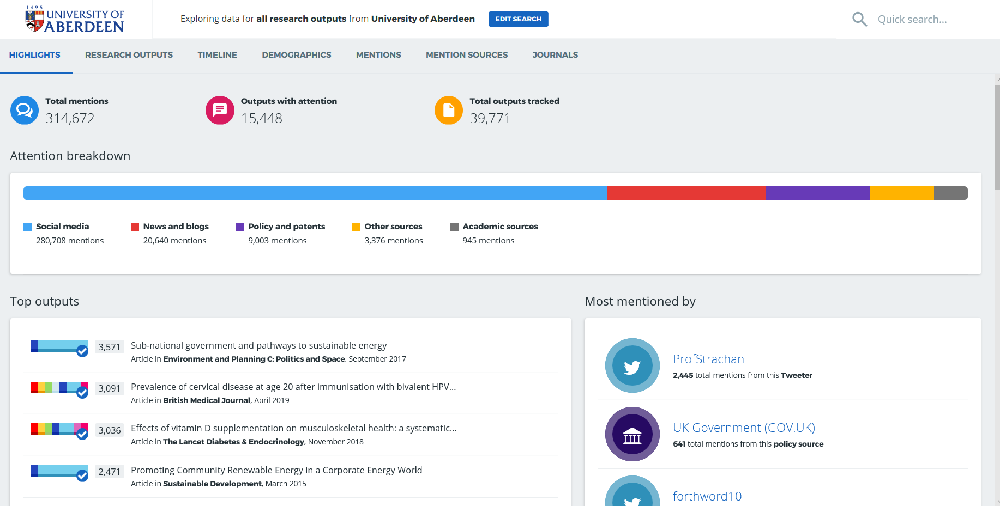 1495
UNIVERSITY OF
ABERDEEN
Exploring data for all research outputs from University of Aberdeen
EDIT SEARCH
Quick search...
HIGHLIGHTS
RESEARCH OUTPUTS
TIMELINE
DEMOGRAPHICS
MENTIONS
MENTION SOURCES
JOURNALS
Total mentions
314,672
Outputs with attention
15,448
Total outputs tracked
39,771
Attention breakdown
Social media
280,708 mentions
News and blogs
20,640 mentions
Policy and patents
9,003 mentions
Other sources
3,376 mentions
Academic sources
945 mentions
Top outputs
3,571
Sub-national government and pathways to sustainable energy
Article in Environment and Planning C: Politics and Space, September 2017
3,091
Prevalence of cervical disease at age 20 after immunisation with bivalent HPV...
Article in British Medical Journal, April 2019
3,036
Effects of vitamin D supplementation on musculoskeletal health: a systematic...
Article in The Lancet Diabetes & Endocrinology, November 2018
2,471
Promoting Community Renewable Energy in a Corporate Energy World
Article in Sustainable Development, March 2015
Most mentioned by
ProfStrachan
2,445 total mentions from this Tweeter
UK Government (GOV.UK)
641 total mentions from this policy source
forthword10